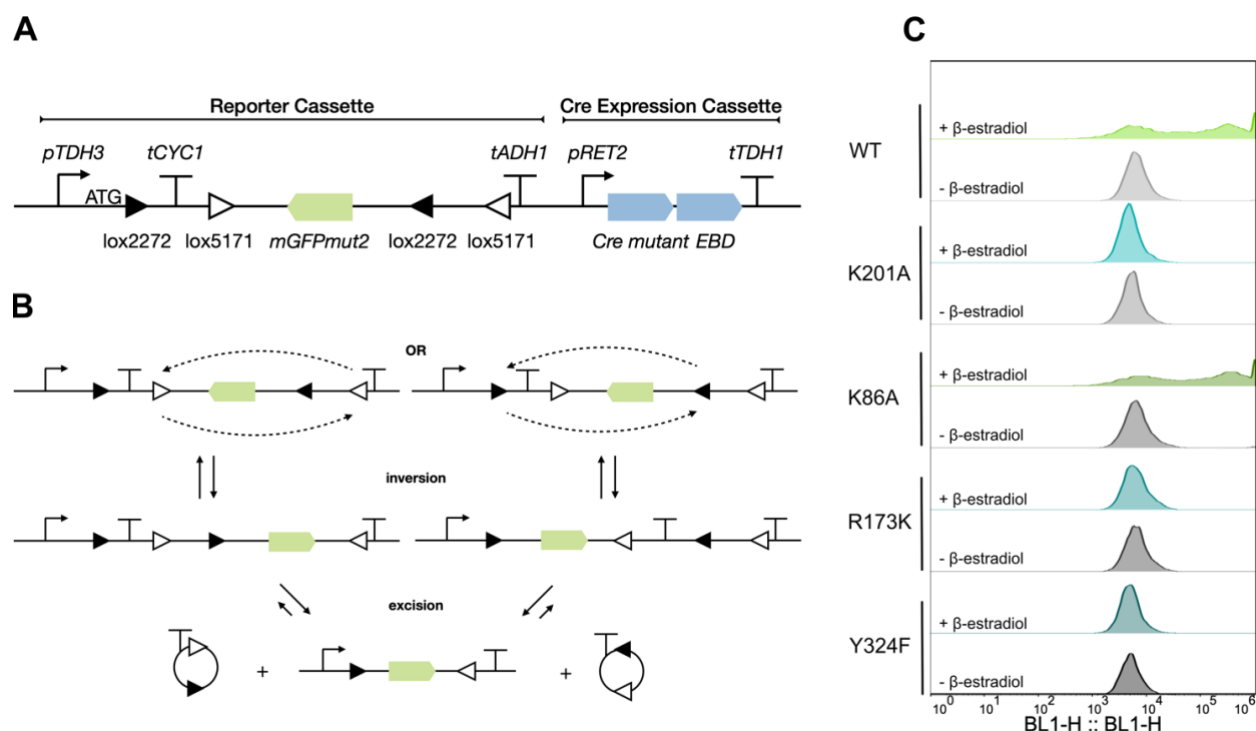 A
Reporter Cassette Cre Expression Cassette
pTDH3 tCYC1 tADH1 pRET2 tTDH1
ATG
lox2272 lox5171 mGFPmut2 lox2272 lox5171 Cre mutant EBD
B
OR
inversion
excision
+ +
C
WT
+ β-estradiol
- β-estradiol
K201A
+ β-estradiol
- β-estradiol
K86A
+ β-estradiol
- β-estradiol
R173K
+ β-estradiol
- β-estradiol
Y324F
+ β-estradiol
- β-estradiol
10^0 10^1 10^2 10^3 10^4 10^5 10^6
BL1-H :: BL1-H